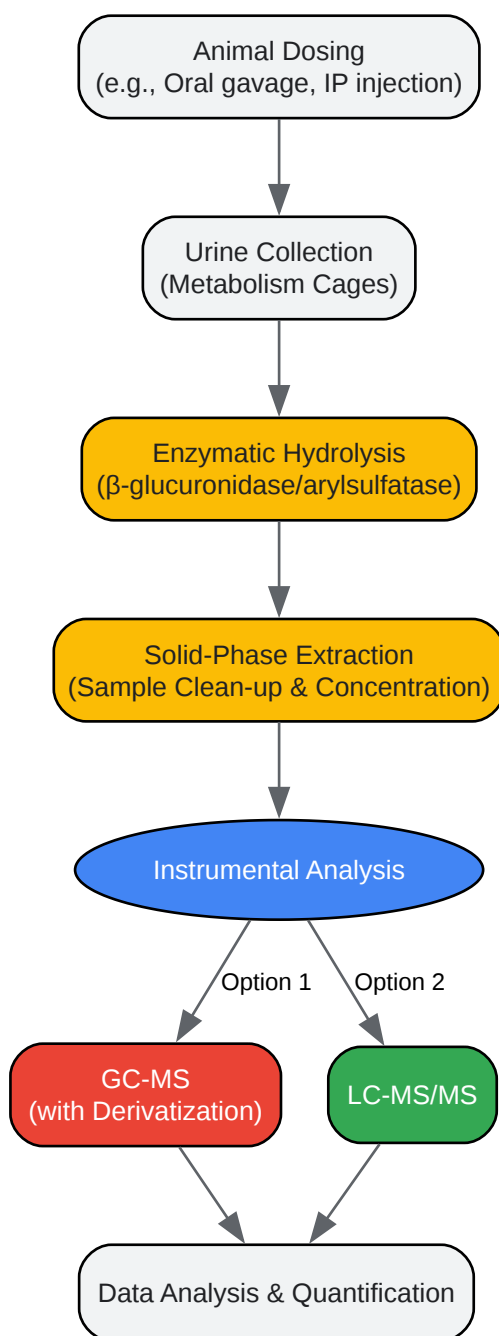 Animal Dosing
(e.g., Oral gavage, IP injection)
Urine Collection
(Metabolism Cages)
Enzymatic Hydrolysis
(β-glucuronidase/arylsulfatase)
Solid-Phase Extraction
(Sample Clean-up & Concentration)
Instrumental Analysis
Option 1
Option 2
GC-MS
(with Derivatization)
LC-MS/MS
Data Analysis & Quantification